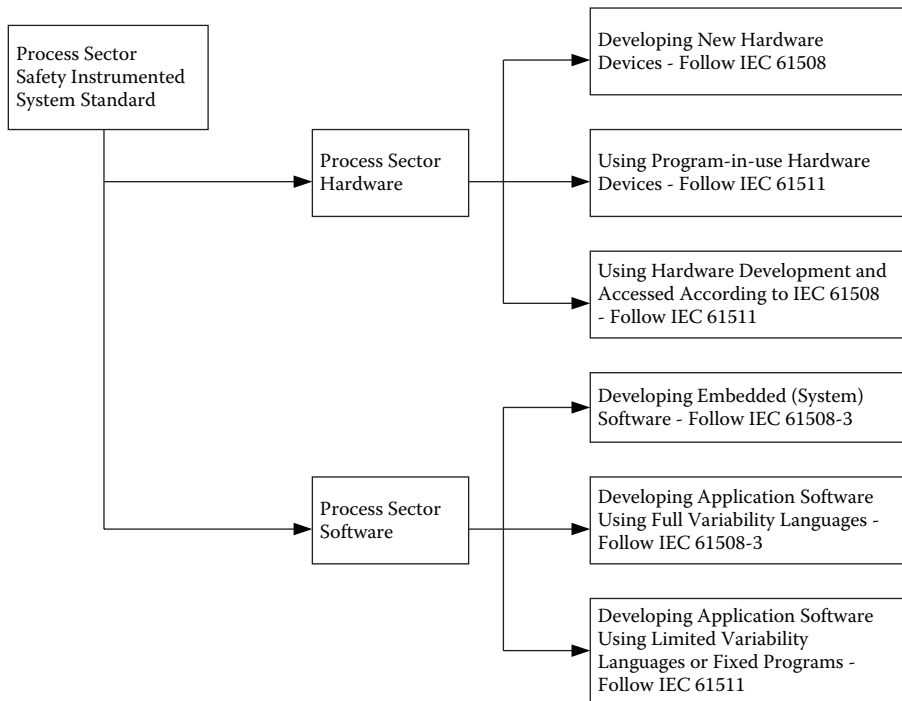 Process Sector
Safety Instrumented
System Standard
Process Sector
Hardware
Developing New Hardware
Devices - Follow IEC 61508
Using Program-in-use Hardware
Devices - Follow IEC 61511
Using Hardware Development and
Accessed According to IEC 61508
- Follow IEC 61511
Process Sector
Software
Developing Embedded (System)
Software - Follow IEC 61508-3
Developing Application Software
Using Full Variability Languages -
Follow IEC 61508-3
Developing Application Software
Using Limited Variability
Languages or Fixed Programs -
Follow IEC 61511